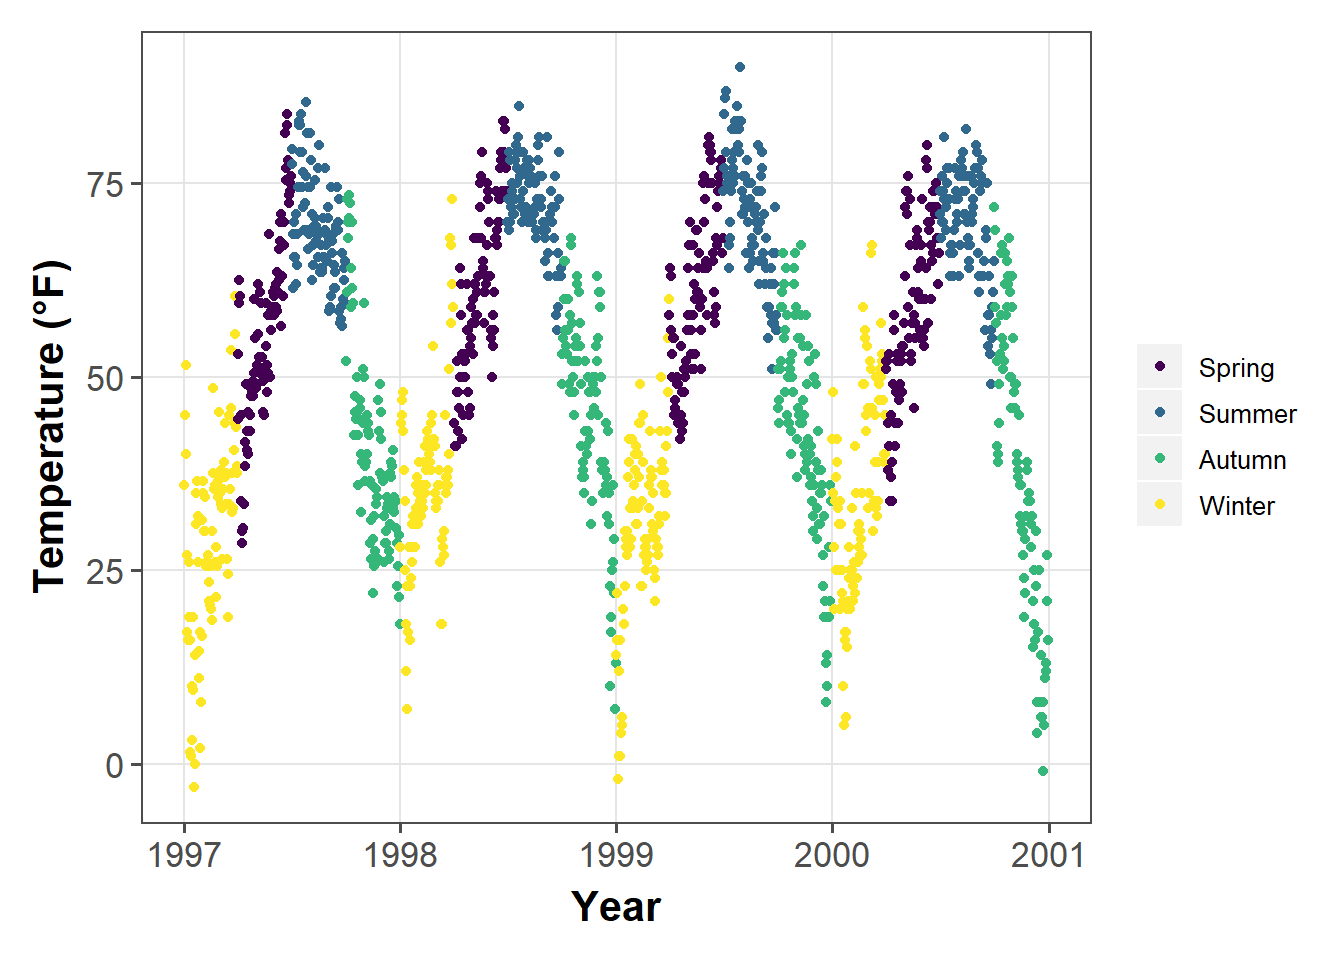 75
50
25
0
Temperature (°F)
1997 1998 1999 2000 2001
Year
Spring
Summer
Autumn
Winter